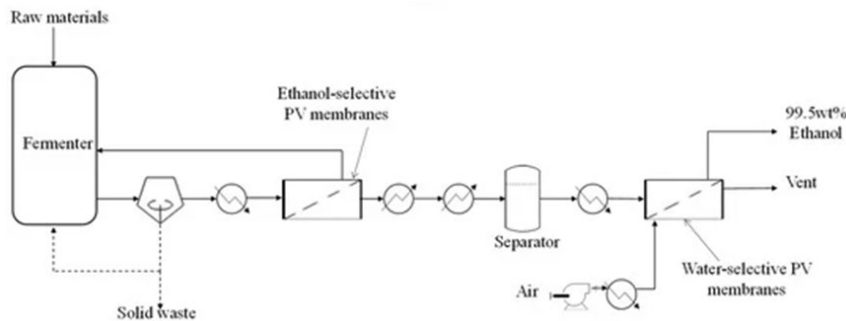 Raw materials
Ethanol-selective
PV membranes
99.5wt%
Ethanol
Fermenter
Vent
Separator
Water-selective PV
membranes
Air
Solid waste